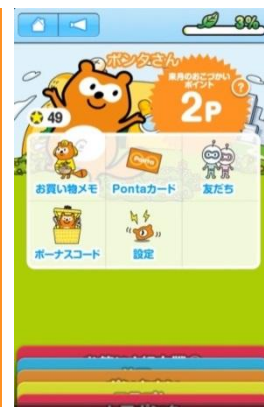 3%
ポンタさん
来月のおこづかい
ポイント
2P
?
49
お買い物メモ
Pontaカード
友だち
Ponta
ボーナスコード
設定